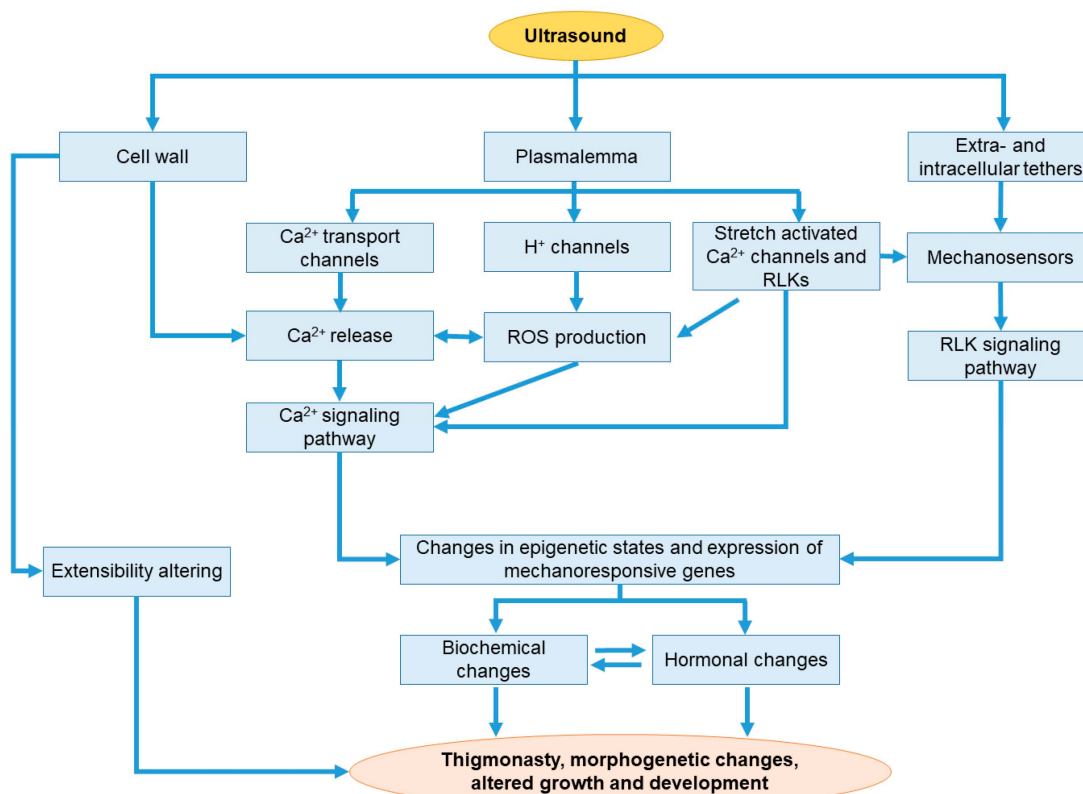 Ultrasound
Cell wall
Plasmalemma
Extra- and
intracellular tethers
Ca²⁺ transport
channels
H⁺ channels
Stretch activated
Ca²⁺ channels and
RLKs
Mechanosensors
Ca²⁺ release
ROS production
RLK signaling
pathway
Ca²⁺ signaling
pathway
Changes in epigenetic states and expression of
mechanoresponsive genes
Extensibility altering
Biochemical
changes
Hormonal changes
Thigmonasty, morphogenetic changes,
altered growth and development